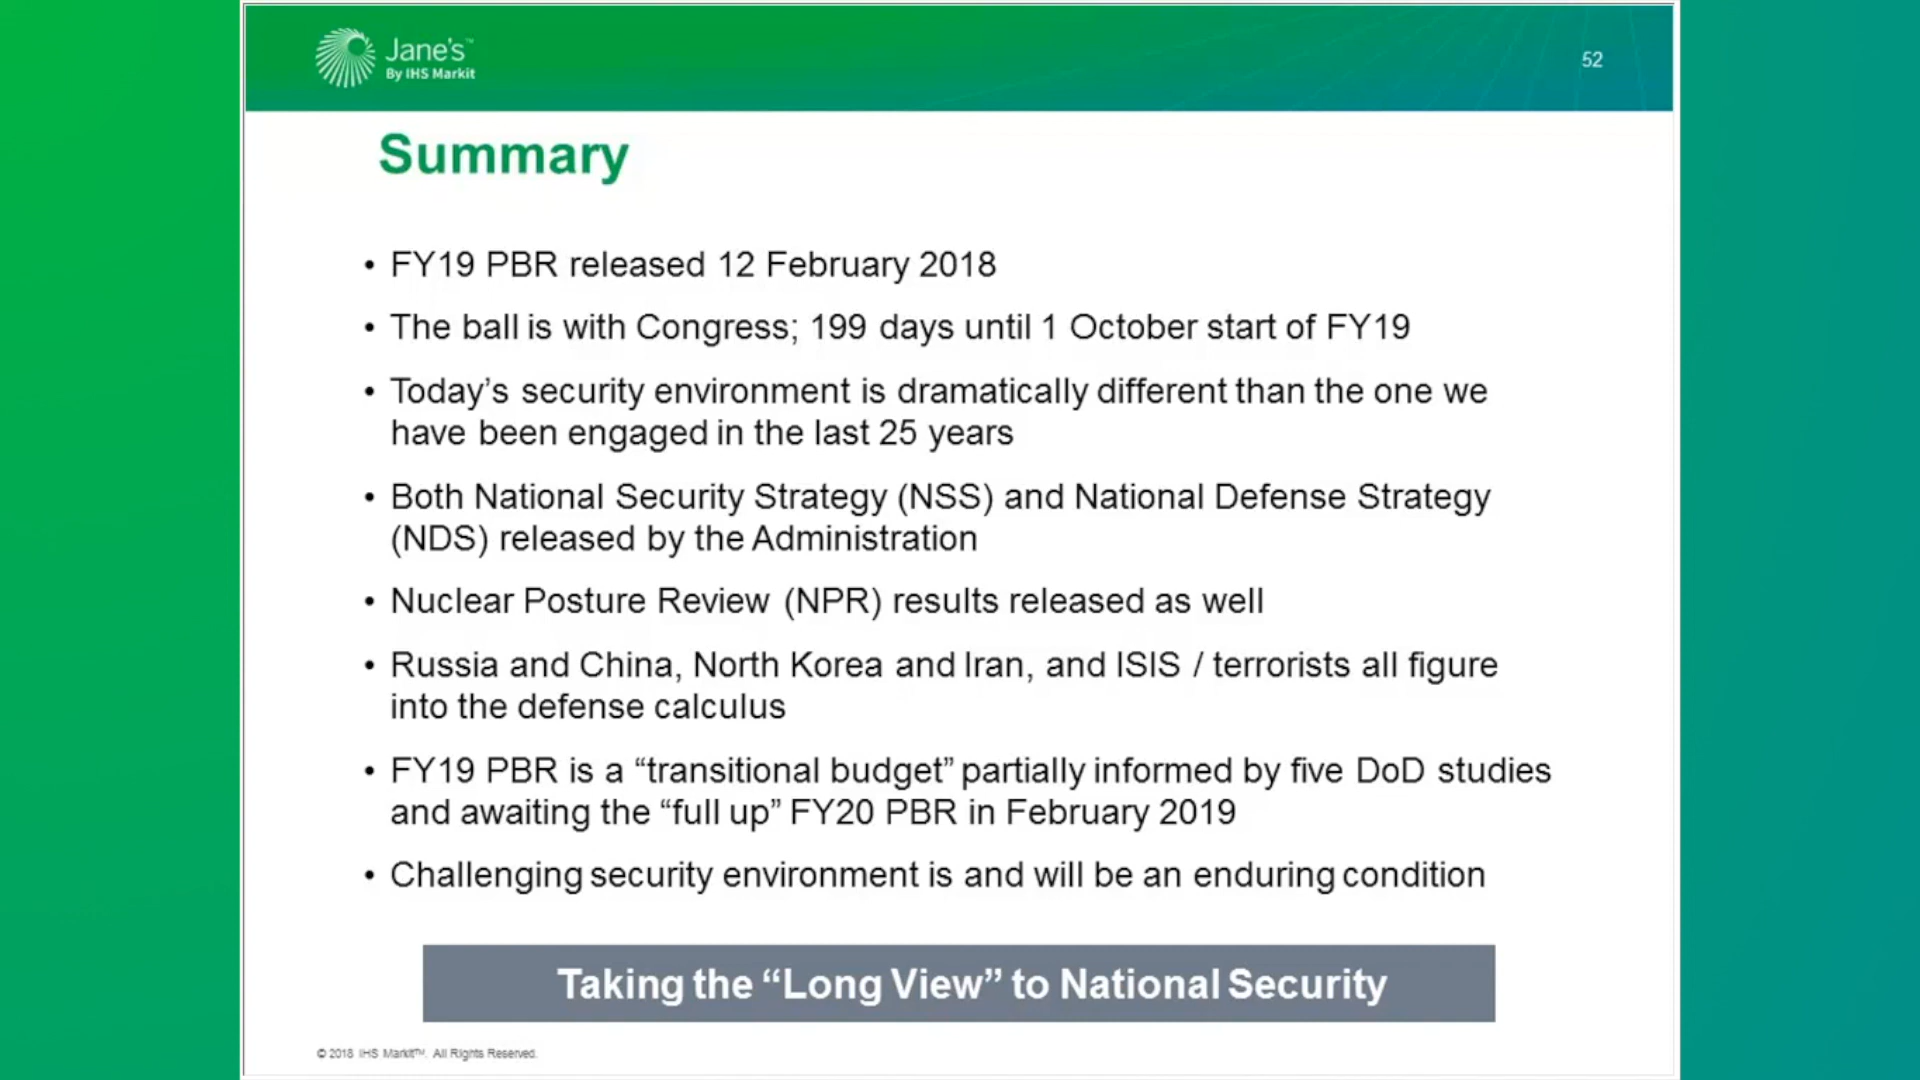 Jane's™
By IHS Markit
52
Summary
• FY19 PBR released 12 February 2018
• The ball is with Congress; 199 days until 1 October start of FY19
• Today’s security environment is dramatically different than the one we
have been engaged in the last 25 years
• Both National Security Strategy (NSS) and National Defense Strategy
(NDS) released by the Administration
• Nuclear Posture Review (NPR) results released as well
• Russia and China, North Korea and Iran, and ISIS / terrorists all figure
into the defense calculus
• FY19 PBR is a “transitional budget” partially informed by five DoD studies
and awaiting the “full up” FY20 PBR in February 2019
• Challenging security environment is and will be an enduring condition
Taking the “Long View” to National Security
© 2018 IHS Markit™. All Rights Reserved.